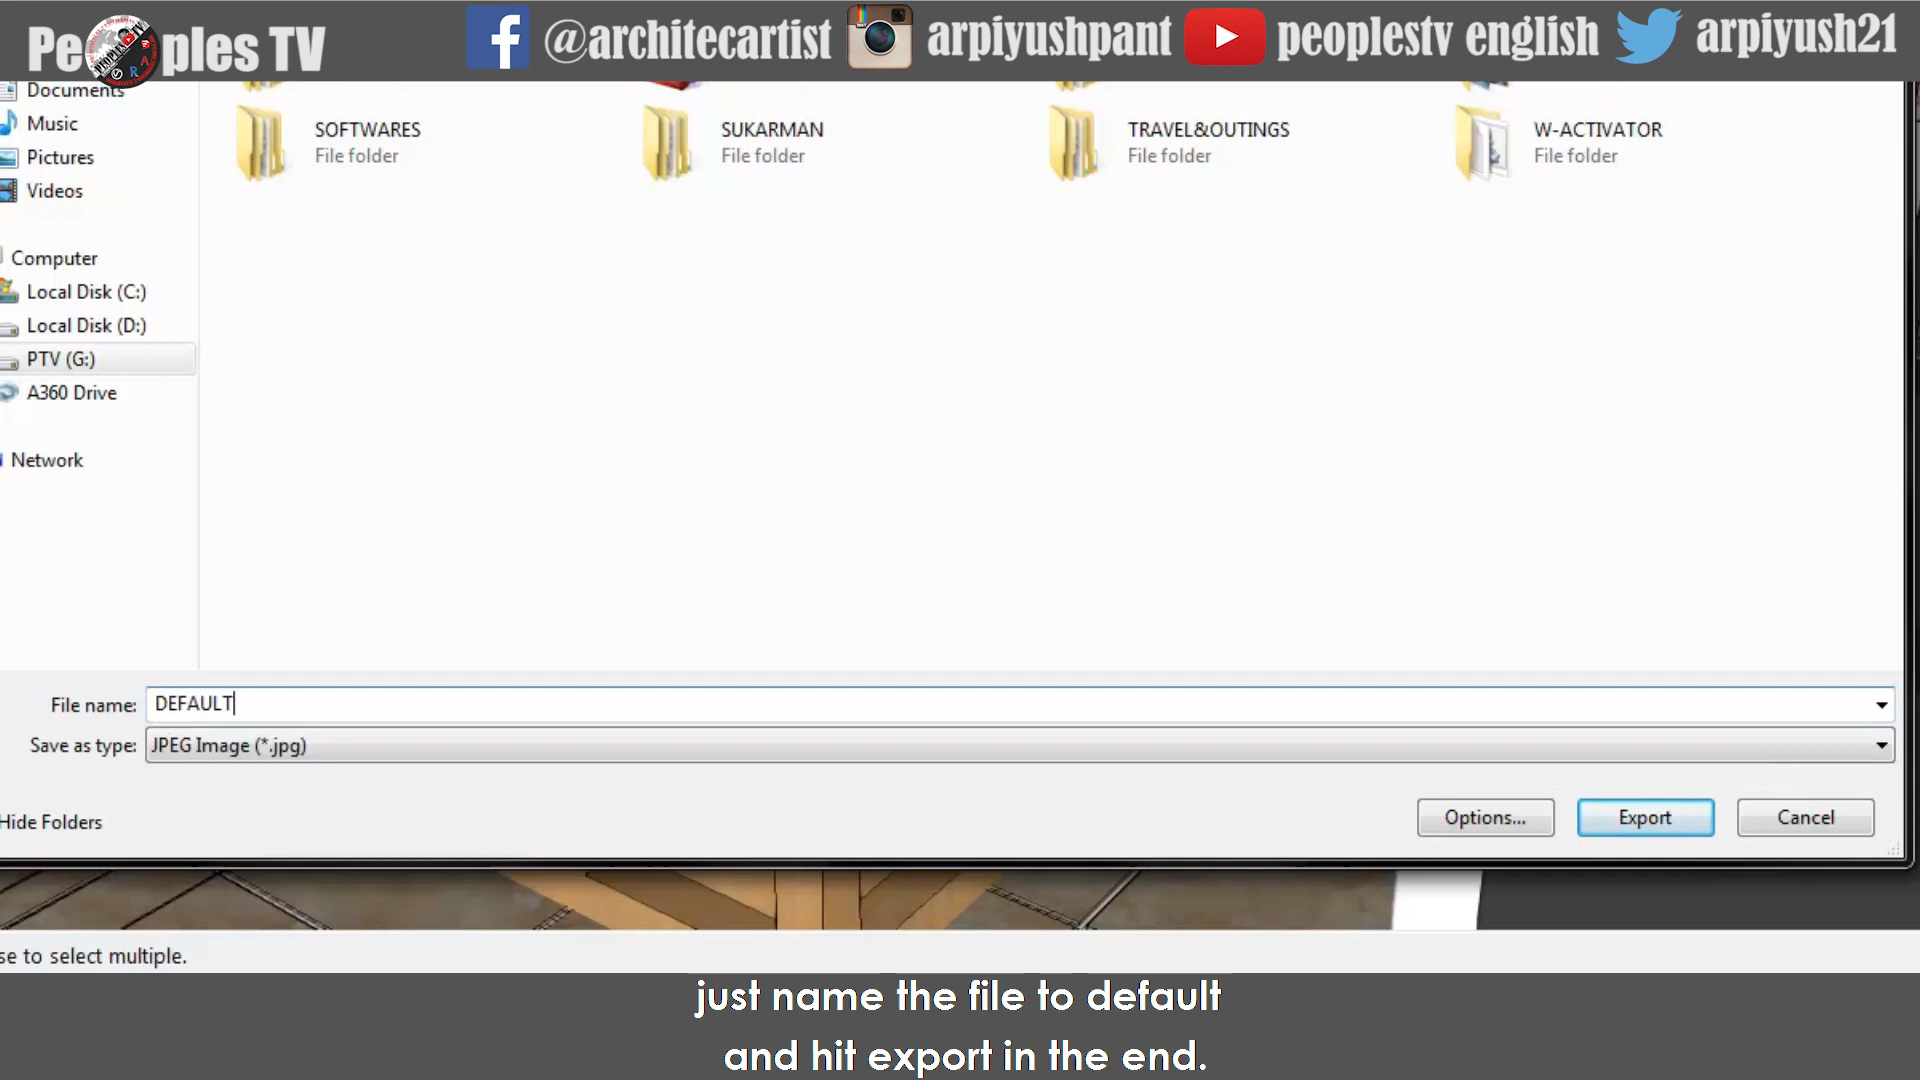 Peoples TV @architecartist arpiyushpant peoplestv english arpiyush21
Documents
Music
Pictures
Videos
Computer
Local Disk (C:)
Local Disk (D:)
PTV (G:)
A360 Drive
Network
SOFTWARES
File folder
SUKARMAN
File folder
TRAVEL&OUTINGS
File folder
W-ACTIVATOR
File folder
File name: DEFAULT
Save as type: JPEG Image (*.jpg)
Hide Folders
Options... Export Cancel
se to select multiple.
just name the file to default
and hit export in the end.